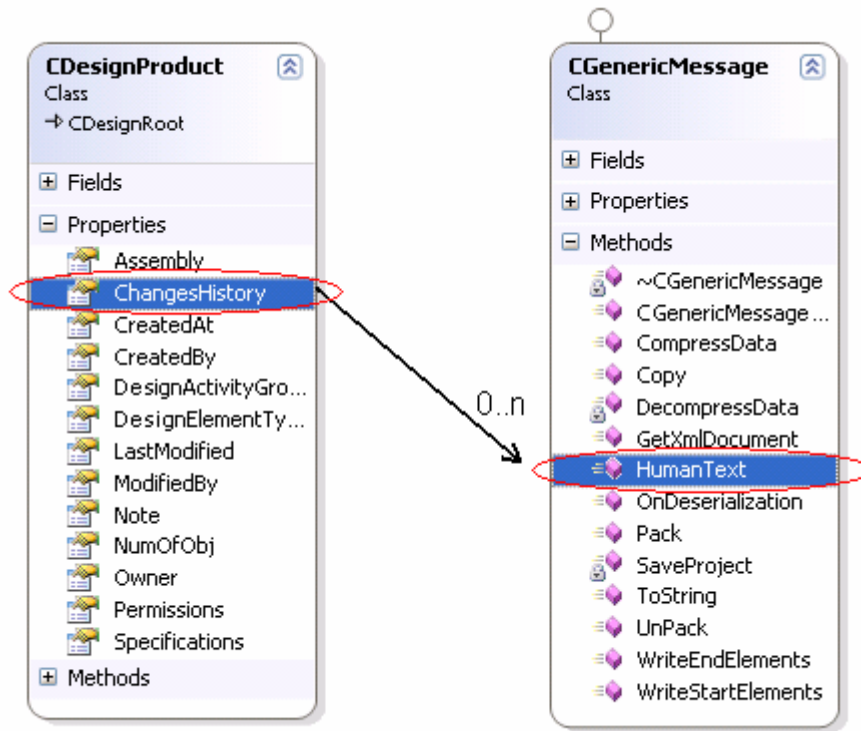 CDesignProduct
Class
CDesignRoot
Fields
Properties
Assembly
ChangesHistory
CreatedAt
CreatedBy
DesignActivityGro...
DesignElementTy...
LastModified
ModifiedBy
Note
NumOfObj
Owner
Permissions
Specifications
Methods
0..n
CGenericMessage
Class
Fields
Properties
Methods
~CGenericMessage
CGenericMessage...
CompressData
Copy
DecompressData
GetXmlDocument
HumanText
OnDeserialization
Pack
SaveProject
ToString
UnPack
WriteEndElements
WriteStartElements